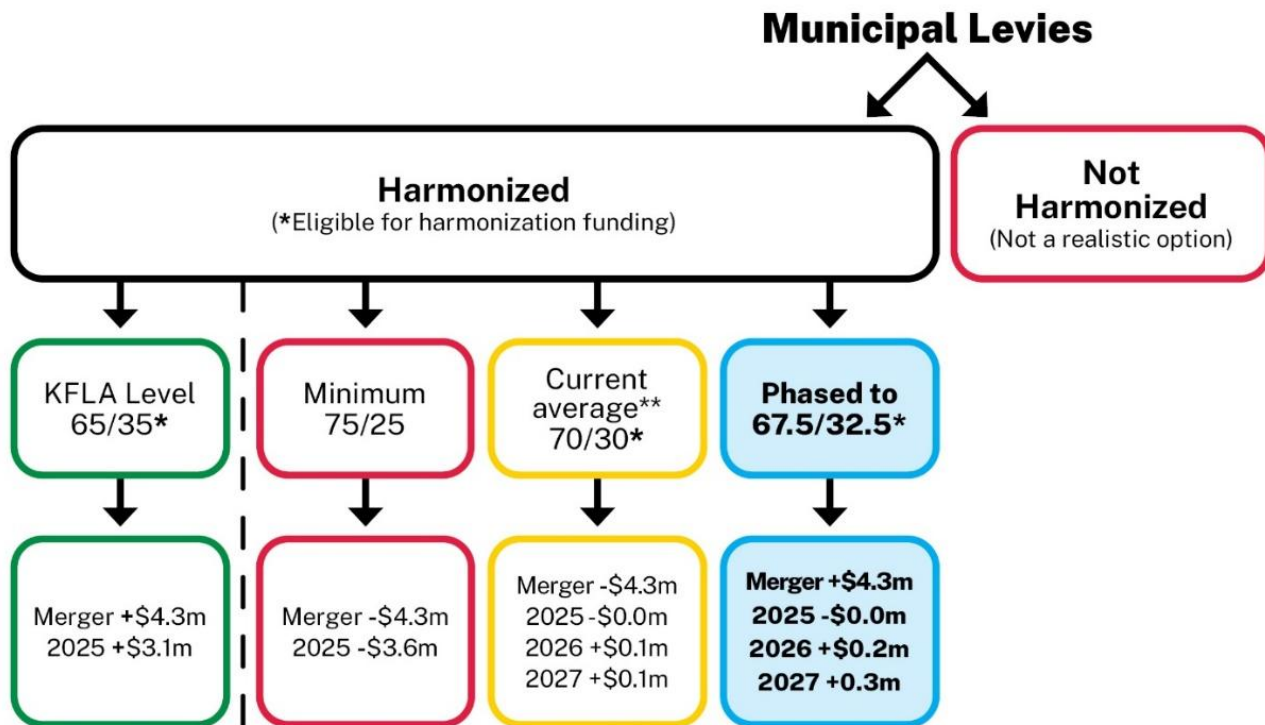 Municipal Levies
Harmonized
(*Eligible for harmonization funding)
Not
Harmonized
(Not a realistic option)
KFLA Level
65/35*
Minimum
75/25
Current
average**
70/30*
Phased to
67.5/32.5*
Merger +$4.3m
2025 +$3.1m
Merger -$4.3m
2025 -$3.6m
Merger -$4.3m
2025 -$0.0m
2026 +$0.1m
2027 +$0.1m
Merger +$4.3m
2025 -$0.0m
2026 +$0.2m
2027 +0.3m